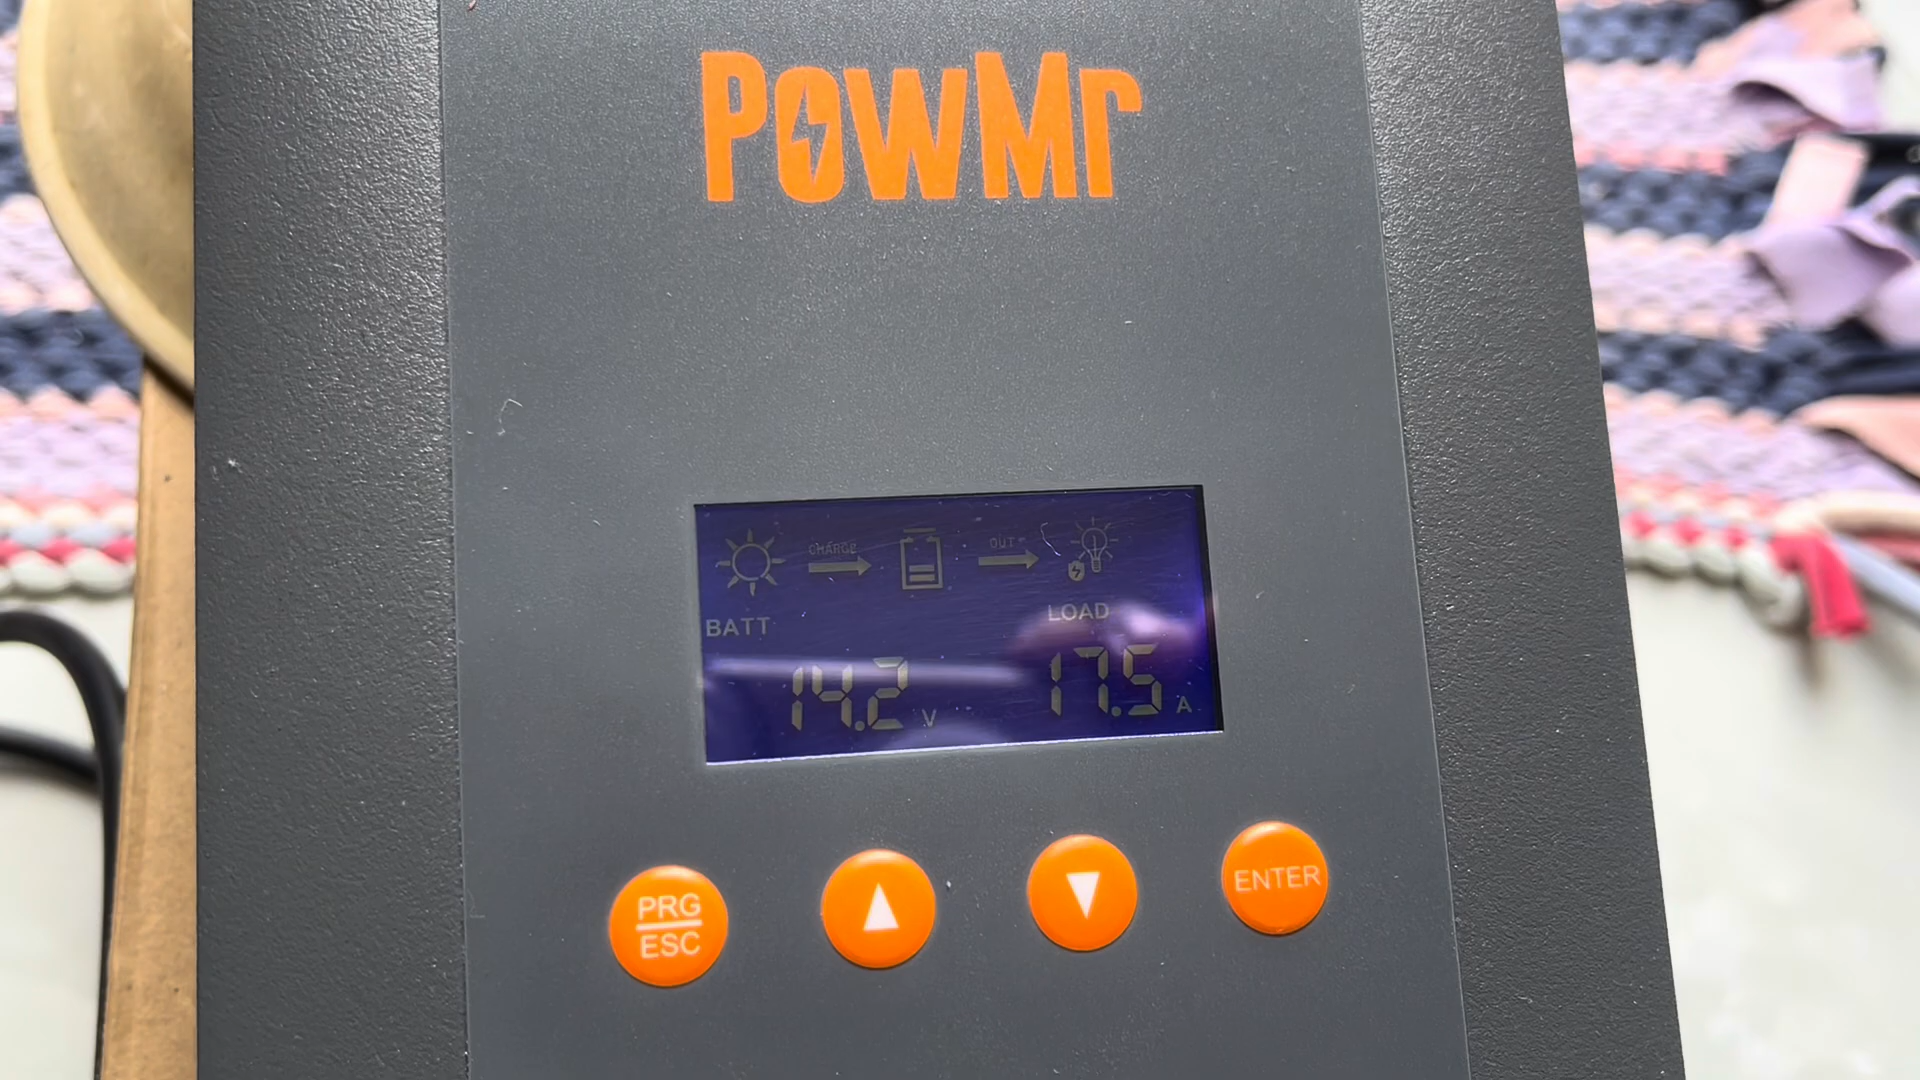 PowMr
CHARGE OUT
BATT LOAD
14.2 V 17.5 A
PRG
ESC
ENTER